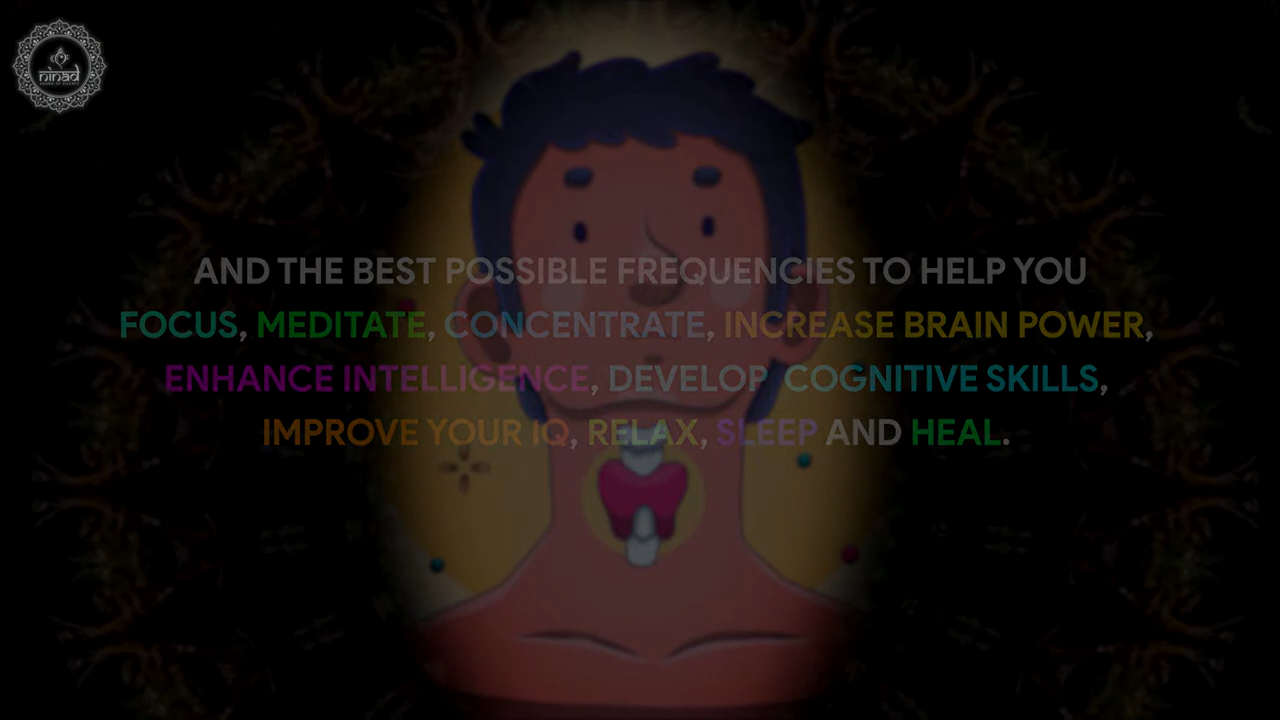 ninad
AND THE BEST POSSIBLE FREQUENCIES TO HELP YOU
FOCUS, MEDITATE, CONCENTRATE, INCREASE BRAIN POWER,
ENHANCE INTELLIGENCE, DEVELOP COGNITIVE SKILLS,
IMPROVE YOUR IQ, RELAX, SLEEP AND HEAL.